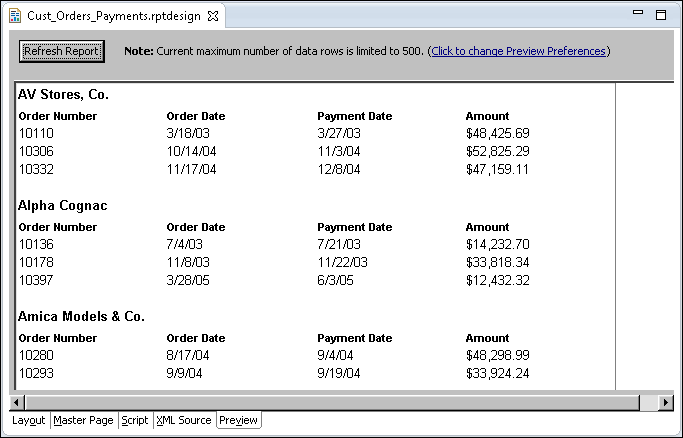 Cust_Orders_Payments.rptdesign
Refresh Report Note: Current maximum number of data rows is limited to 500. (Click to change Preview Preferences)
AV Stores, Co.
Order Number Order Date Payment Date Amount
10110 3/18/03 3/27/03 $48,425.69
10306 10/14/04 11/3/04 $52,825.29
10332 11/17/04 12/8/04 $47,159.11
Alpha Cognac
Order Number Order Date Payment Date Amount
10136 7/4/03 7/21/03 $14,232.70
10178 11/8/03 11/22/03 $33,818.34
10397 3/28/05 6/3/05 $12,432.32
Amica Models & Co.
Order Number Order Date Payment Date Amount
10280 8/17/04 9/4/04 $48,298.99
10293 9/9/04 9/19/04 $33,924.24
Layout Master Page Script XML Source Preview